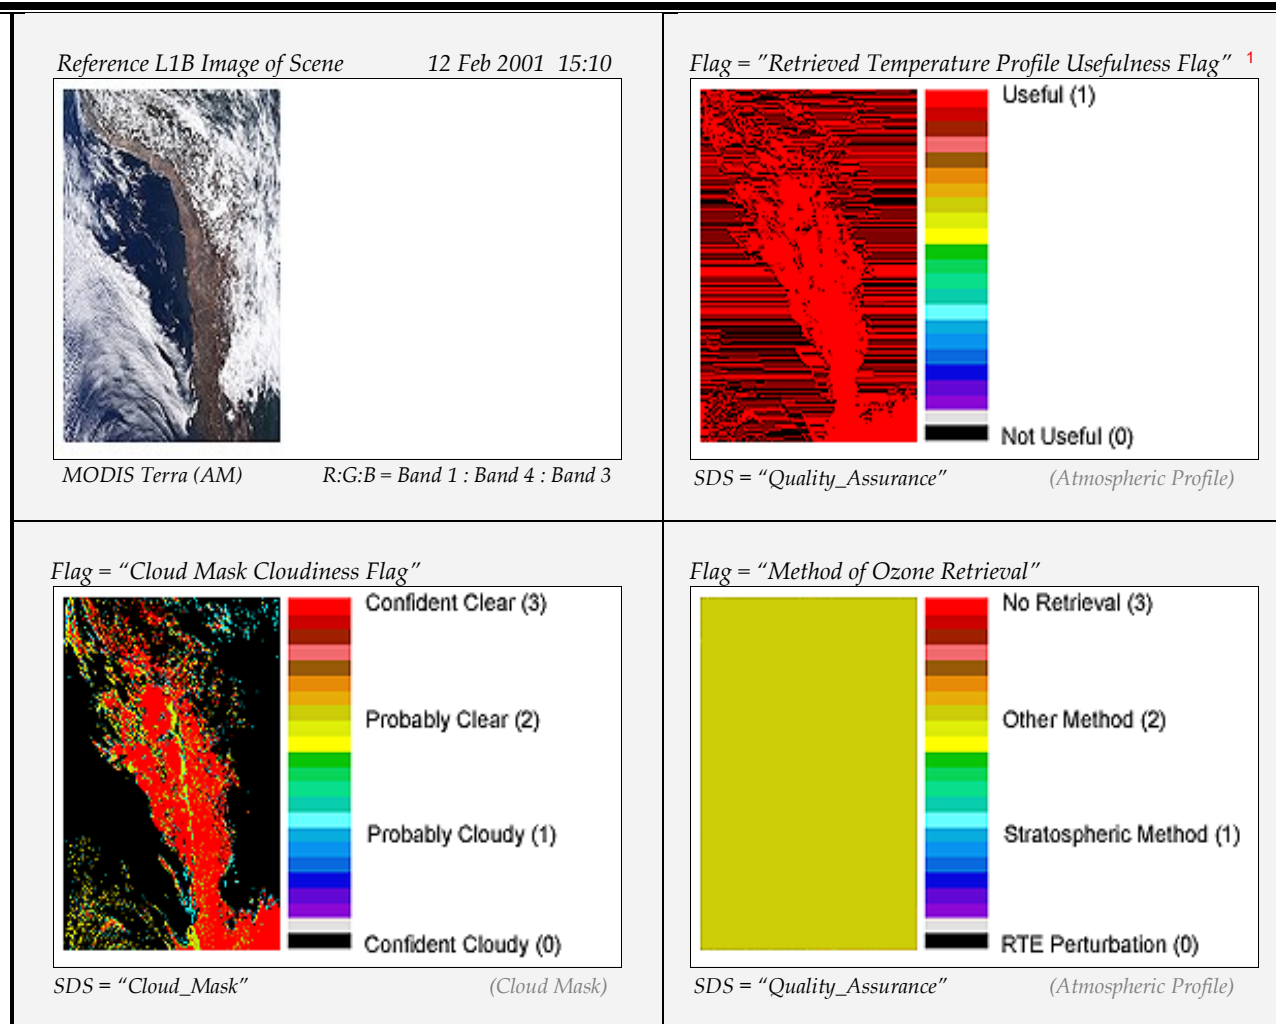 Reference L1B Image of Scene 12 Feb 2001 15:10
MODIS Terra (AM) R:G:B = Band 1 : Band 4 : Band 3
Flag = ”Retrieved Temperature Profile Usefulness Flag” 1
Useful (1)
Not Useful (0)
SDS = “Quality_Assurance” (Atmospheric Profile)
Flag = “Cloud Mask Cloudiness Flag”
Confident Clear (3)
Probably Clear (2)
Probably Cloudy (1)
Confident Cloudy (0)
SDS = “Cloud_Mask” (Cloud Mask)
Flag = “Method of Ozone Retrieval”
No Retrieval (3)
Other Method (2)
Stratospheric Method (1)
RTE Perturbation (0)
SDS = “Quality_Assurance” (Atmospheric Profile)